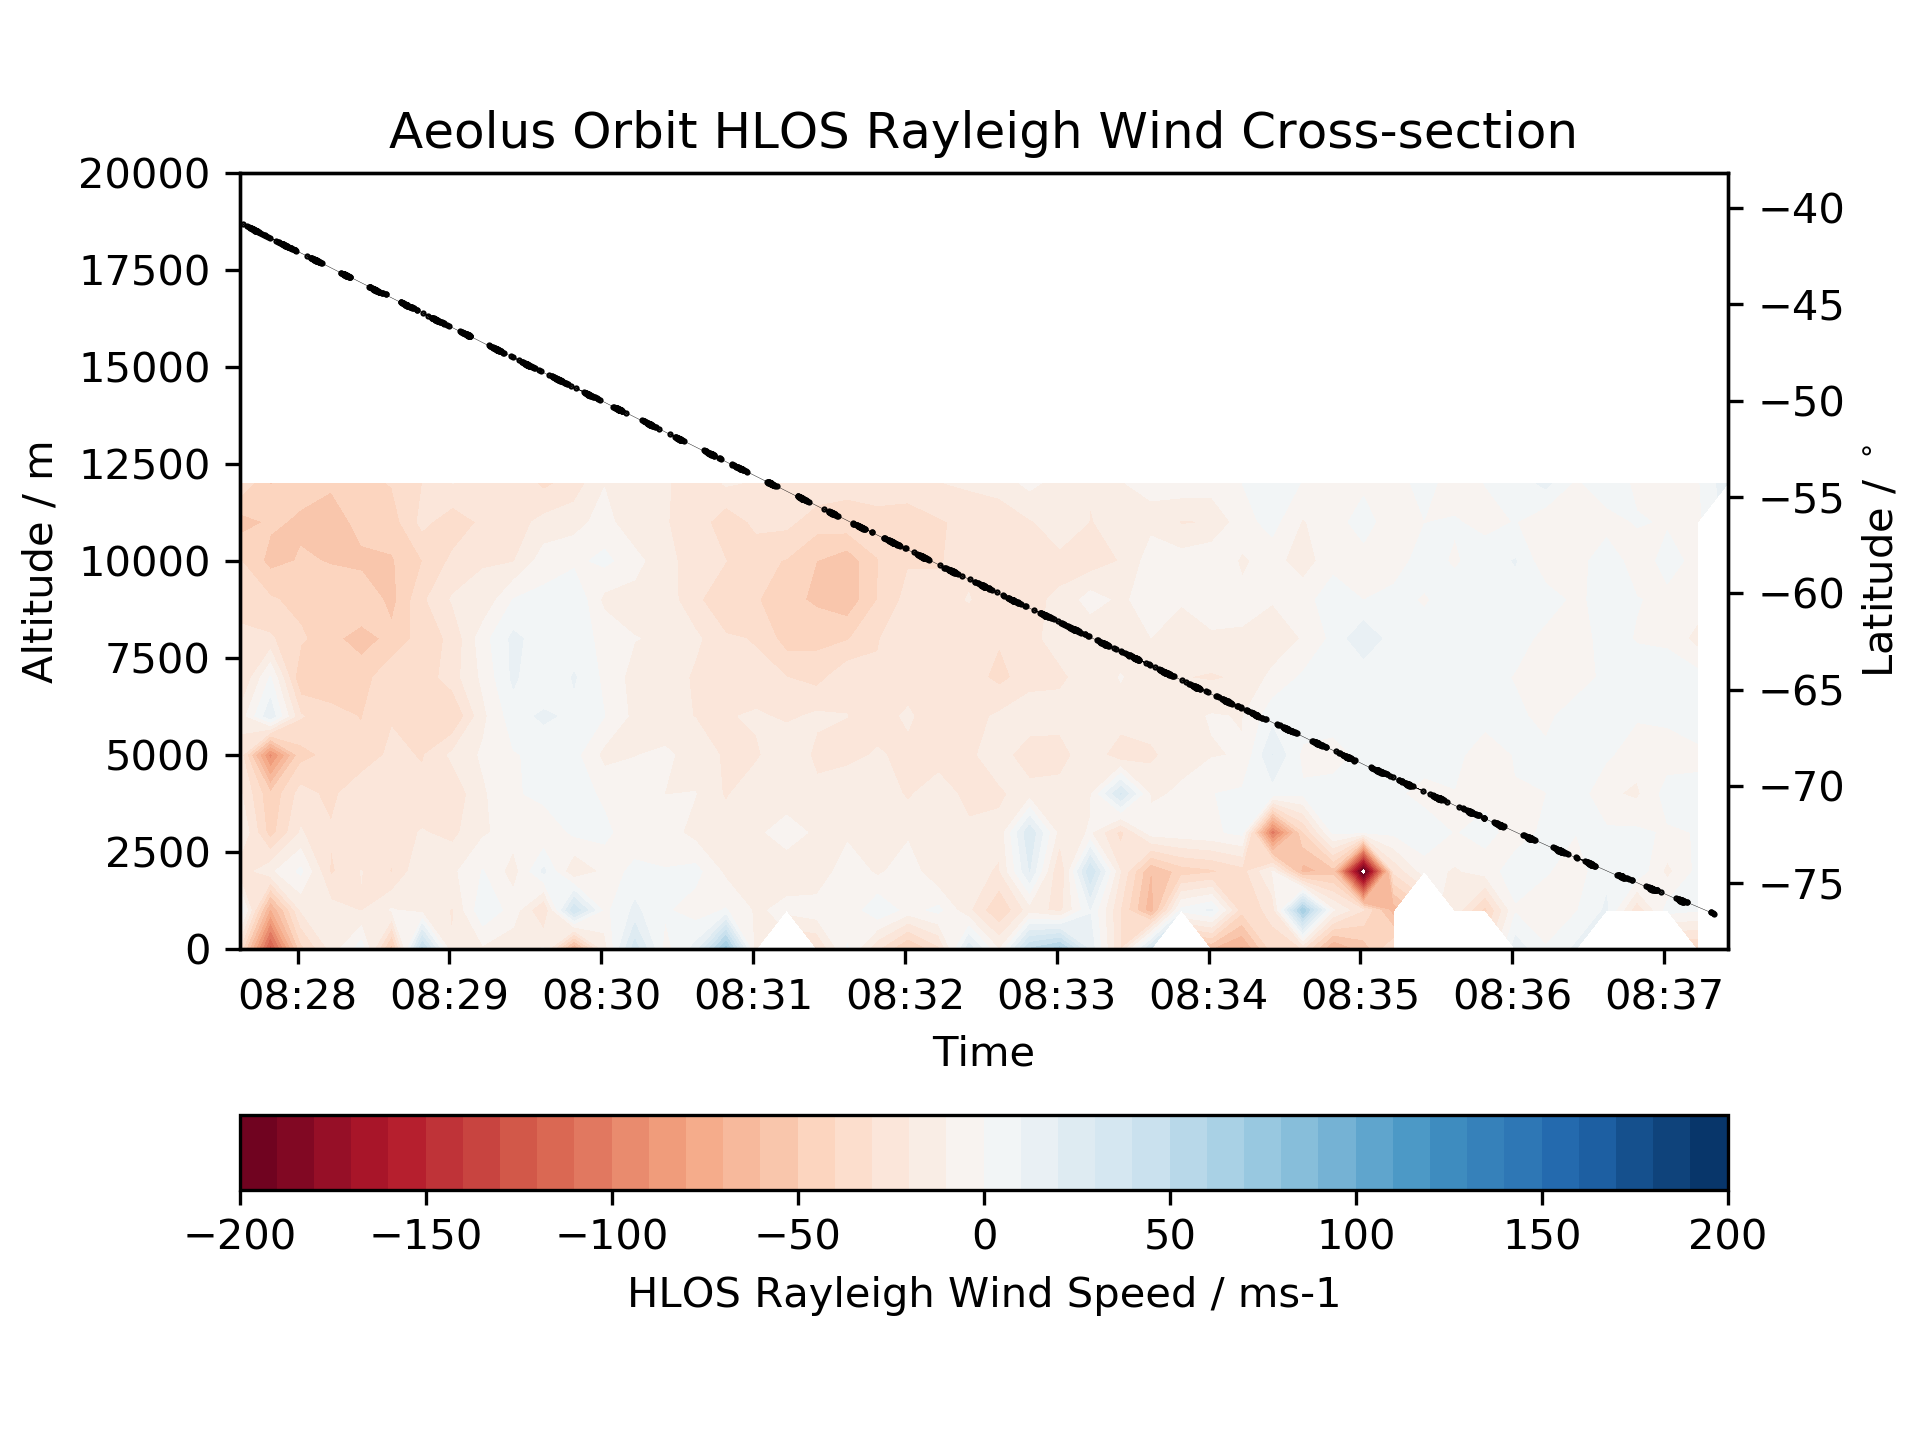 Aeolus Orbit HLOS Rayleigh Wind Cross-section
20000
17500
15000
12500
10000
7500
5000
2500
0
Altitude / m
−40
−45
−50
−55
−60
−65
−70
−75
Latitude / °
08:28 08:29 08:30 08:31 08:32 08:33 08:34 08:35 08:36 08:37
Time
−200 −150 −100 −50 0 50 100 150 200
HLOS Rayleigh Wind Speed / ms-1